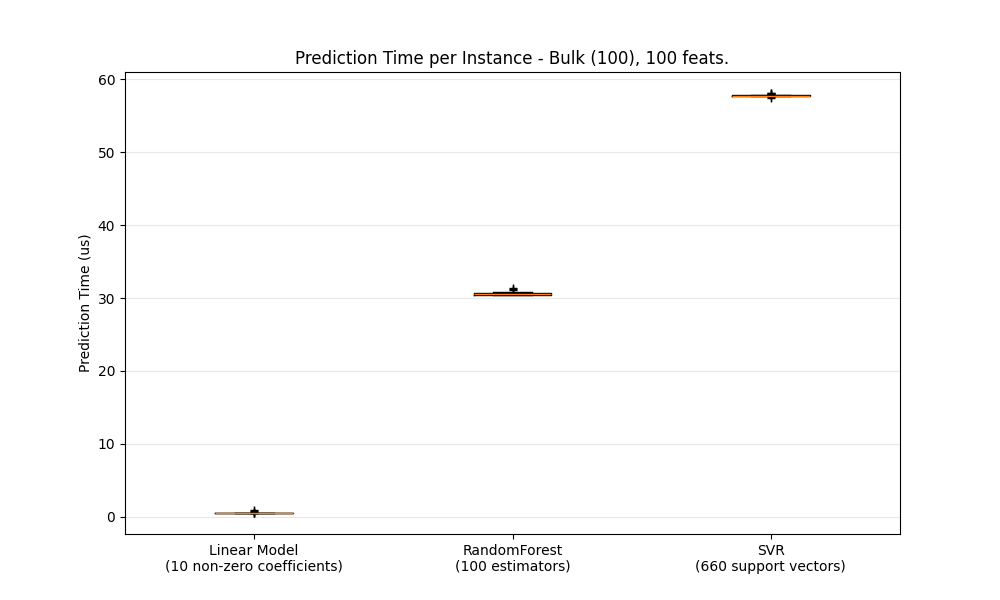 Prediction Time per Instance - Bulk (100), 100 feats.
Prediction Time (us)
60
50
40
30
20
10
0
Linear Model
(10 non-zero coefficients)
RandomForest
(100 estimators)
SVR
(660 support vectors)